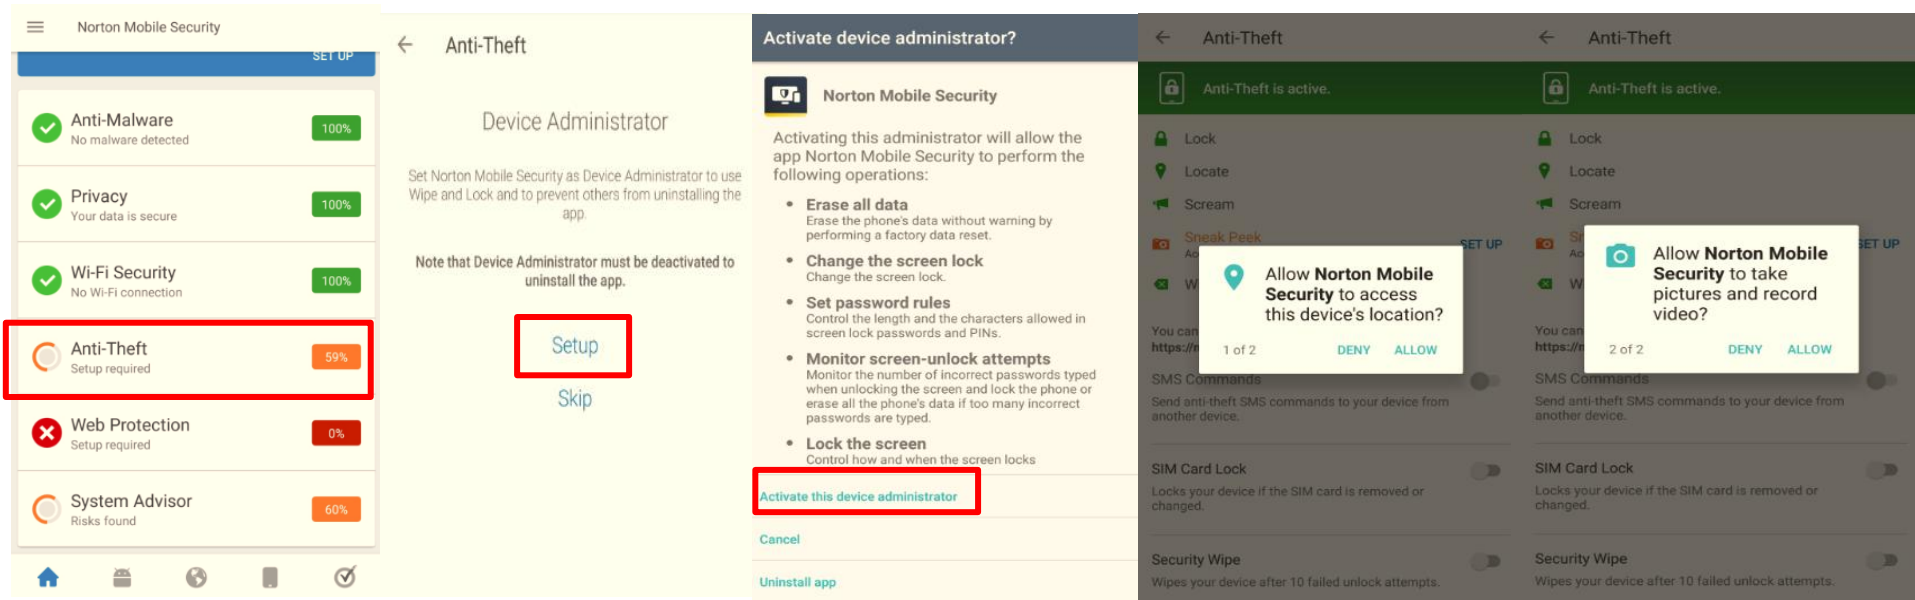 Norton Mobile Security
SET UP
Anti-Malware
No malware detected
100%
Privacy
Your data is secure
100%
Wi-Fi Security
No Wi-Fi connection
100%
Anti-Theft
Setup required
59%
Web Protection
Setup required
0%
System Advisor
Risks found
60%
Anti-Theft
Device Administrator
Set Norton Mobile Security as Device Administrator to use
Wipe and Lock and to prevent others from uninstalling the
app.
Note that Device Administrator must be deactivated to
uninstall the app.
Setup
Skip
Activate device administrator?
Norton Mobile Security
Activating this administrator will allow the
app Norton Mobile Security to perform the
following operations:
• Erase all data
Erase the phone's data without warning by
performing a factory data reset.
• Change the screen lock
Change the screen lock.
• Set password rules
Control the length and the characters allowed in
screen lock passwords and PINs.
• Monitor screen-unlock attempts
Monitor the number of incorrect passwords typed
when unlocking the screen and lock the phone or
erase all the phone's data if too many incorrect
passwords are typed.
• Lock the screen
Control how and when the screen locks
Activate this device administrator
Cancel
Uninstall app
Anti-Theft
Anti-Theft is active.
Lock
Locate
Scream
Sneak Peek
SET UP
Allow Norton Mobile
Security to access
this device's location?
1 of 2
DENY
ALLOW
You can
https://
SMS Commands
Send anti-theft SMS commands to your device from
another device.
SIM Card Lock
Locks your device if the SIM card is removed or
changed.
Security Wipe
Wipes your device after 10 failed unlock attempts.
Anti-Theft
Anti-Theft is active.
Lock
Locate
Scream
SET UP
Allow Norton Mobile
Security to take
pictures and record
video?
2 of 2
DENY
ALLOW
You can
https://
SMS Commands
Send anti-theft SMS commands to your device from
another device.
SIM Card Lock
Locks your device if the SIM card is removed or
changed.
Security Wipe
Wipes your device after 10 failed unlock attempts.